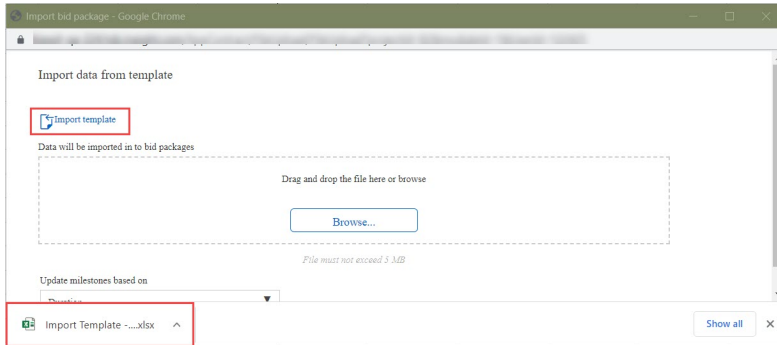 Import bid package - Google Chrome
Import data from template
Import template
Data will be imported in to bid packages
Drag and drop the file here or browse
Browse...
File must not exceed 5 MB
Update milestones based on
Duration
Import Template -....xlsx
Show all